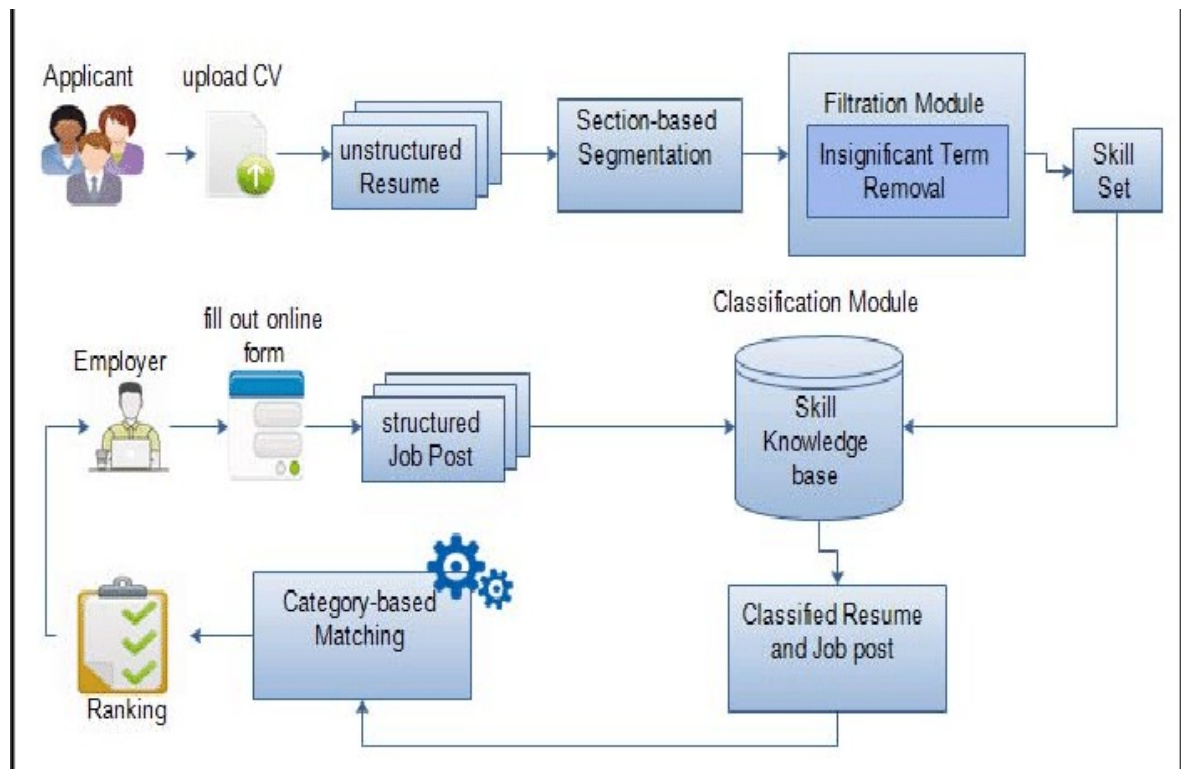 Applicant
upload CV
unstructured
Resume
Section-based
Segmentation
Filtration Module
Insignificant Term
Removal
Skill
Set
Classification Module
fill out online
form
Employer
structured
Job Post
Skill
Knowledge
base
Category-based
Matching
Classified Resume
and Job post
Ranking